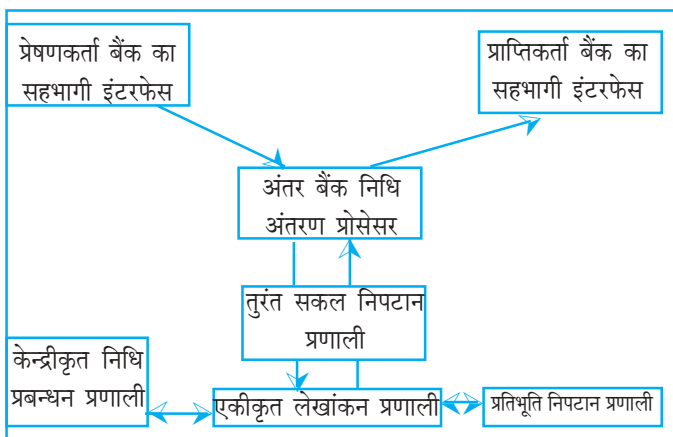 प्रेषणकर्ता बैंक का
सहभागी इंटरफेस
प्राप्तिकर्ता बैंक का
सहभागी इंटरफेस
अंतर बैंक निधि
अंतरण प्रोसेसर
तुरंत सकल निपटान
प्रणाली
केन्द्रीकृत निधि
प्रबन्धन प्रणाली
एकीकृत लेखांकन प्रणाली
प्रतिभूति निपटान प्रणाली